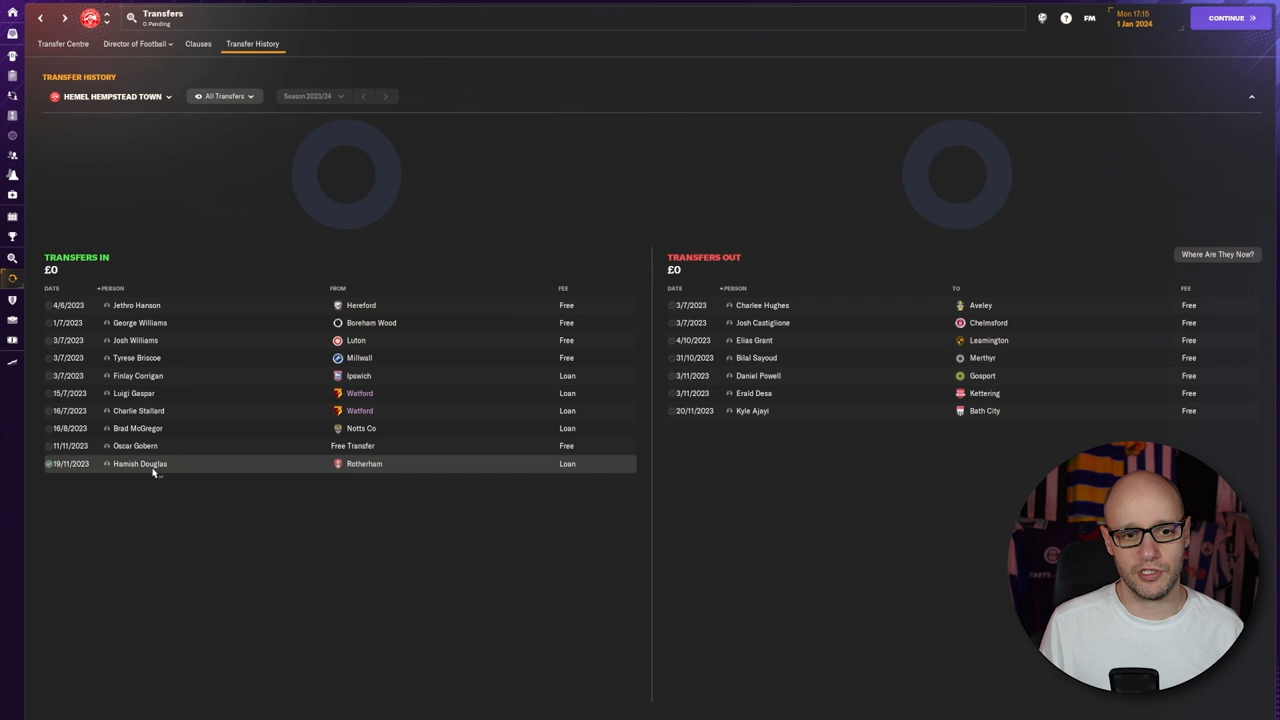 Transfers
0 Pending
FM
Mon 17:15
1 Jan 2024
CONTINUE
Transfer Centre
Director of Football
Clauses
Transfer History
TRANSFER HISTORY
HEMEL HEMPSTEAD TOWN
All Transfers
Season 2023/24
TRANSFERS IN
£0
DATE PERSON FROM FEE
4/6/2023 Jethro Hanson Hereford Free
1/7/2023 George Williams Boreham Wood Free
3/7/2023 Josh Williams Luton Free
3/7/2023 Tyrese Briscoe Millwall Free
3/7/2023 Finlay Corrigan Ipswich Loan
15/7/2023 Luigi Gaspar Watford Loan
16/7/2023 Charlie Stallard Watford Loan
16/8/2023 Brad McGregor Notts Co Loan
11/11/2023 Oscar Gobern Free Transfer Free
19/11/2023 Hamish Douglas Rotherham Loan
TRANSFERS OUT
£0
Where Are They Now?
DATE PERSON TO FEE
3/7/2023 Charlee Hughes Aveley Free
3/7/2023 Josh Castiglione Chelmsford Free
4/10/2023 Elias Grant Leamington Free
31/10/2023 Bilal Sayoud Merthyr Free
3/11/2023 Daniel Powell Gosport Free
3/11/2023 Erald Desa Kettering Free
20/11/2023 Kyle Ajayi Bath City Free